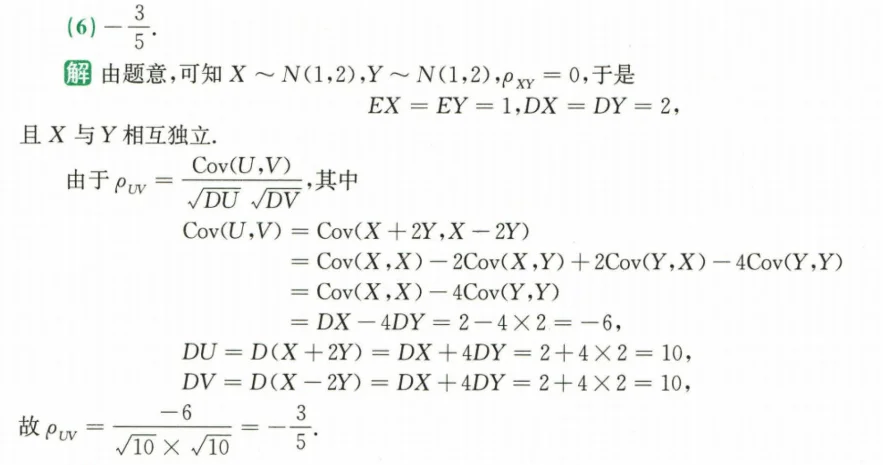 (6) −3/5.
解 由题意,可知 X ~ N(1,2),Y ~ N(1,2),ρ_XY = 0,于是
EX = EY = 1,DX = DY = 2,
且 X 与 Y 相互独立.
由于 ρ_UV = Cov(U,V)/(√DU √DV),其中
Cov(U,V) = Cov(X+2Y,X−2Y)
= Cov(X,X)−2Cov(X,Y)+2Cov(Y,X)−4Cov(Y,Y)
= Cov(X,X)−4Cov(Y,Y)
= DX−4DY = 2−4×2 = −6,
DU = D(X+2Y) = DX+4DY = 2+4×2 = 10,
DV = D(X−2Y) = DX+4DY = 2+4×2 = 10,
故 ρ_UV = −6/(√10 × √10) = −3/5.